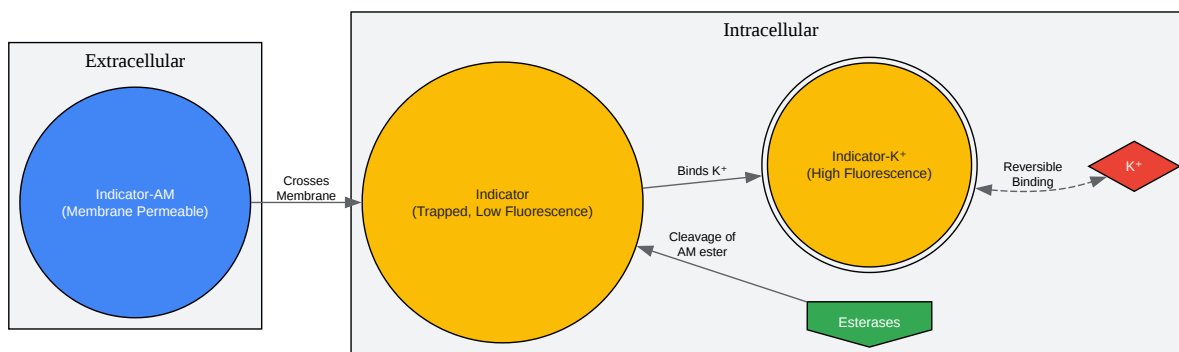 Extracellular
Indicator-AM
(Membrane Permeable)
Crosses
Membrane
Intracellular
Indicator
(Trapped, Low Fluorescence)
Binds K⁺
Cleavage of
AM ester
Indicator-K⁺
(High Fluorescence)
Reversible
Binding
K⁺
Esterases